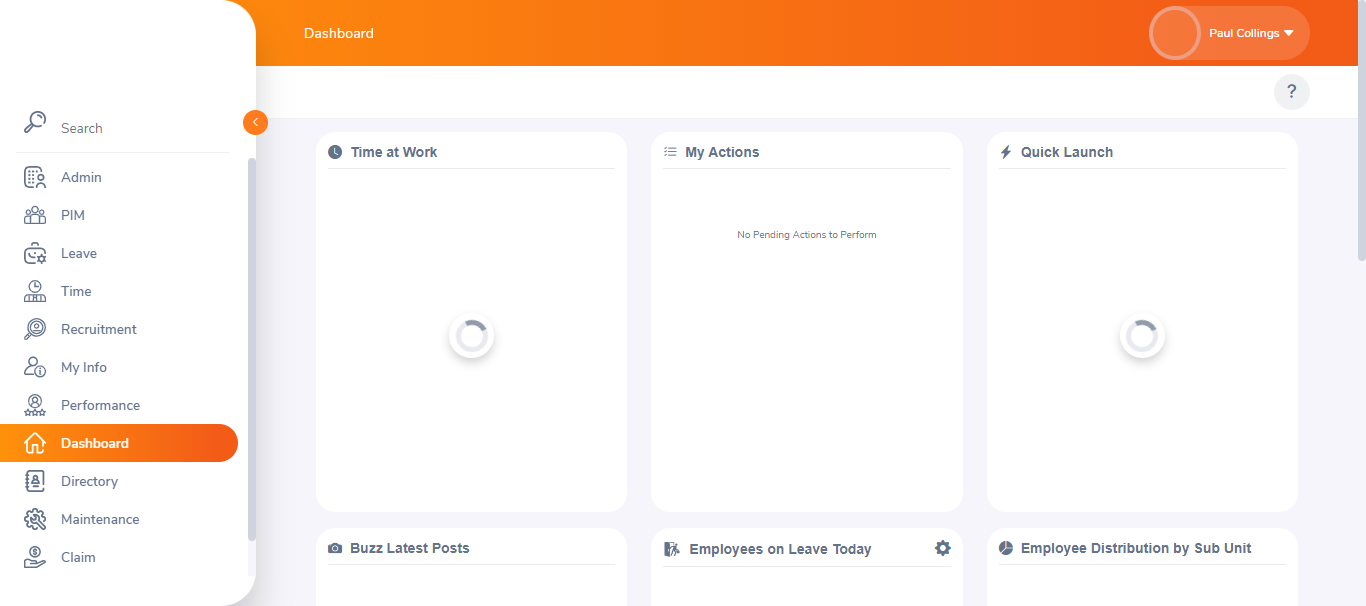 Dashboard
Paul Collings
?
Search
Admin
PIM
Leave
Time
Recruitment
My Info
Performance
Dashboard
Directory
Maintenance
Claim
Time at Work
My Actions
No Pending Actions to Perform
Quick Launch
Buzz Latest Posts
Employees on Leave Today
Employee Distribution by Sub Unit